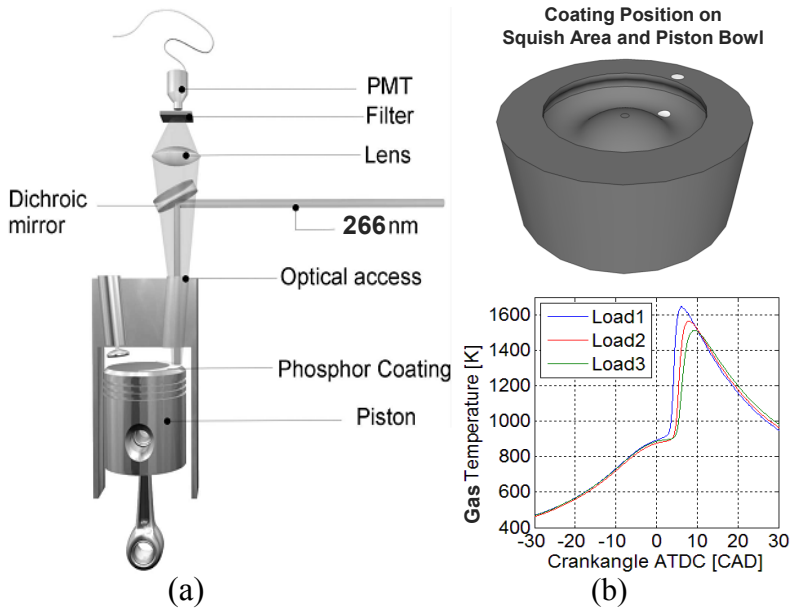 PMT
Filter
Lens
Dichroic
mirror
266nm
Optical access
Phosphor Coating
Piston
(a)
Coating Position on
Squish Area and Piston Bowl
Load1
Load2
Load3
1600
1400
1200
1000
800
600
400
Gas Temperature [K]
-30 -20 -10 0 10 20 30
Crankangle ATDC [CAD]
(b)